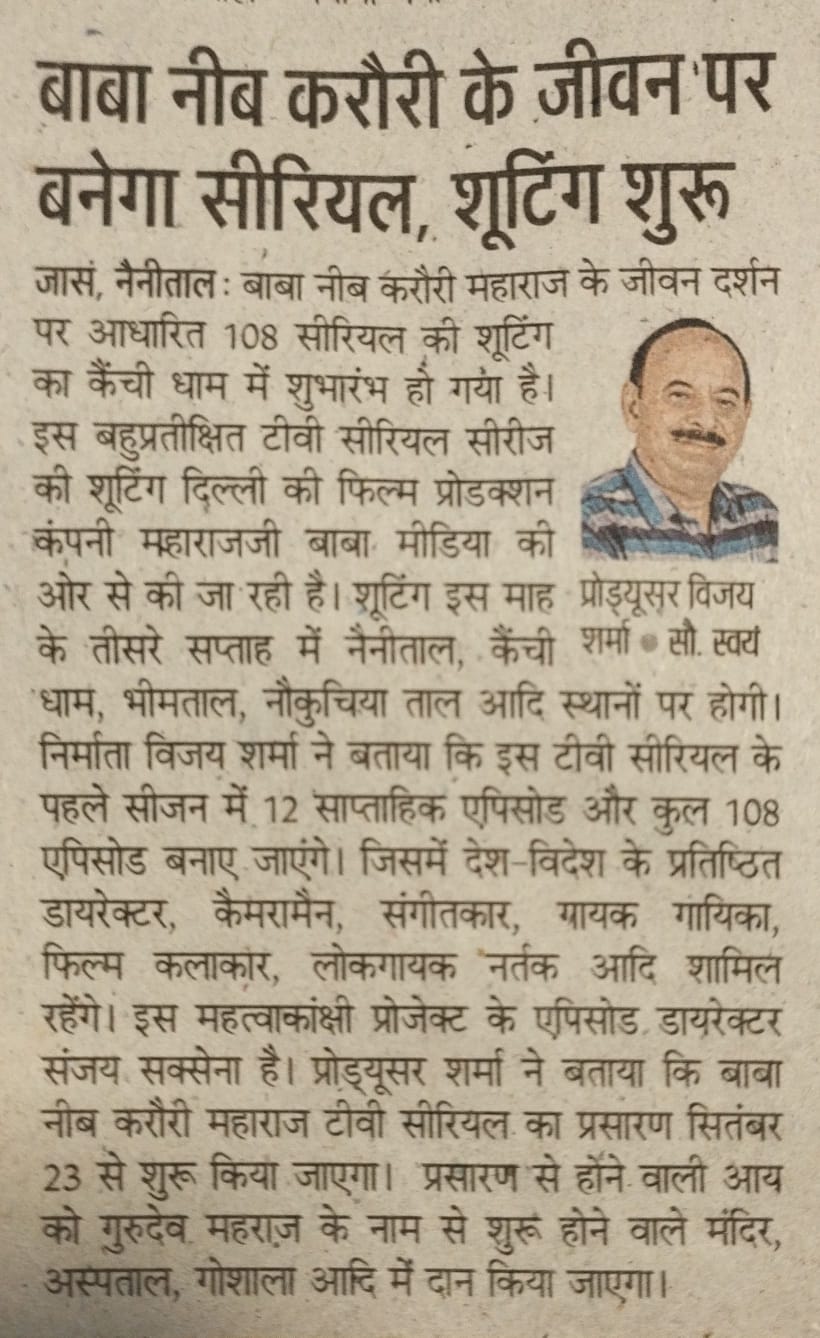 बाबा नीब करौरी के जीवन पर
बनेगा सीरियल, शूटिंग शुरू
जासं, नैनीताल: बाबा नीब करौरी महाराज के जीवन दर्शन
पर आधारित 108 सीरियल की शूटिंग
का कैंची धाम में शुभारंभ हो गया है।
इस बहुप्रतीक्षित टीवी सीरियल सीरीज
की शूटिंग दिल्ली की फिल्म प्रोडक्शन
कंपनी महाराजजी बाबा मीडिया की
ओर से की जा रही है। शूटिंग इस माह
के तीसरे सप्ताह में नैनीताल, कैंची
प्रोड्यूसर विजय
शर्मा ● सौ. स्वयं
धाम, भीमताल, नौकुचिया ताल आदि स्थानों पर होगी।
निर्माता विजय शर्मा ने बताया कि इस टीवी सीरियल के
पहले सीजन में 12 साप्ताहिक एपिसोड और कुल 108
एपिसोड बनाए जाएंगे। जिसमें देश-विदेश के प्रतिष्ठित
डायरेक्टर, कैमरामैन, संगीतकार, गायक गायिका,
फिल्म कलाकार, लोकगायक नर्तक आदि शामिल
रहेंगे। इस महत्वाकांक्षी प्रोजेक्ट के एपिसोड डायरेक्टर
संजय सक्सेना है। प्रोड्यूसर शर्मा ने बताया कि बाबा
नीब करौरी महाराज टीवी सीरियल का प्रसारण सितंबर
23 से शुरू किया जाएगा। प्रसारण से होने वाली आय
को गुरुदेव महराज के नाम से शुरू होने वाले मंदिर,
अस्पताल, गोशाला आदि में दान किया जाएगा।